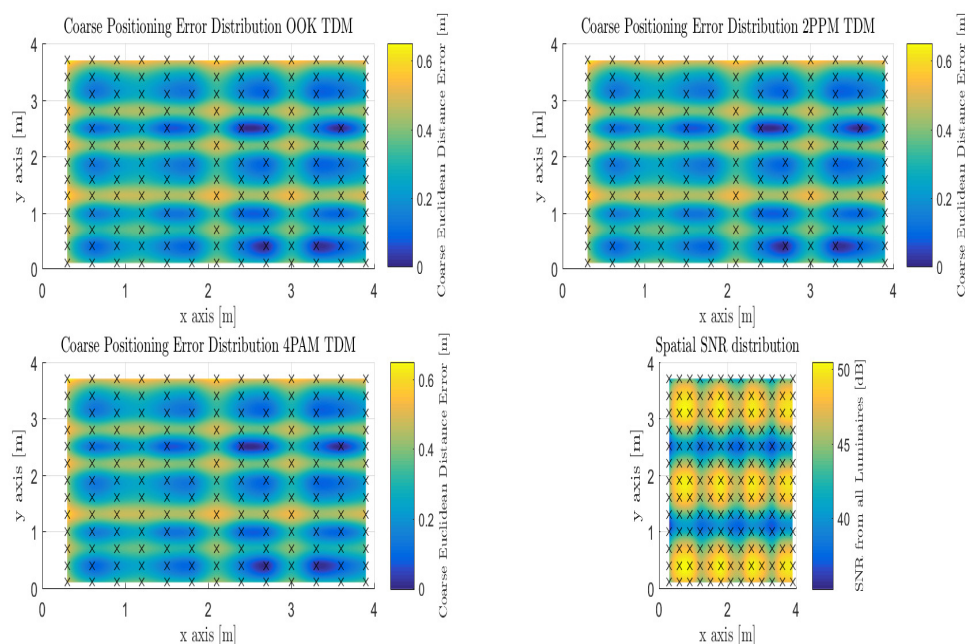 Coarse Positioning Error Distribution OOK TDM
4
3
2
1
0
y axis [m]
0 1 2 3 4
x axis [m]
0.6
0.4
0.2
0
Coarse Euclidean Distance Error [m]
Coarse Positioning Error Distribution 2PPM TDM
4
3
2
1
0
y axis [m]
0 1 2 3 4
x axis [m]
0.6
0.4
0.2
0
Coarse Euclidean Distance Error [m]
Coarse Positioning Error Distribution 4PAM TDM
4
3
2
1
0
y axis [m]
0 1 2 3 4
x axis [m]
0.6
0.4
0.2
0
Coarse Euclidean Distance Error [m]
Spatial SNR distribution
4
3
2
1
0
y axis [m]
0 2 4
x axis [m]
50
45
40
SNR from all Luminaires [dB]